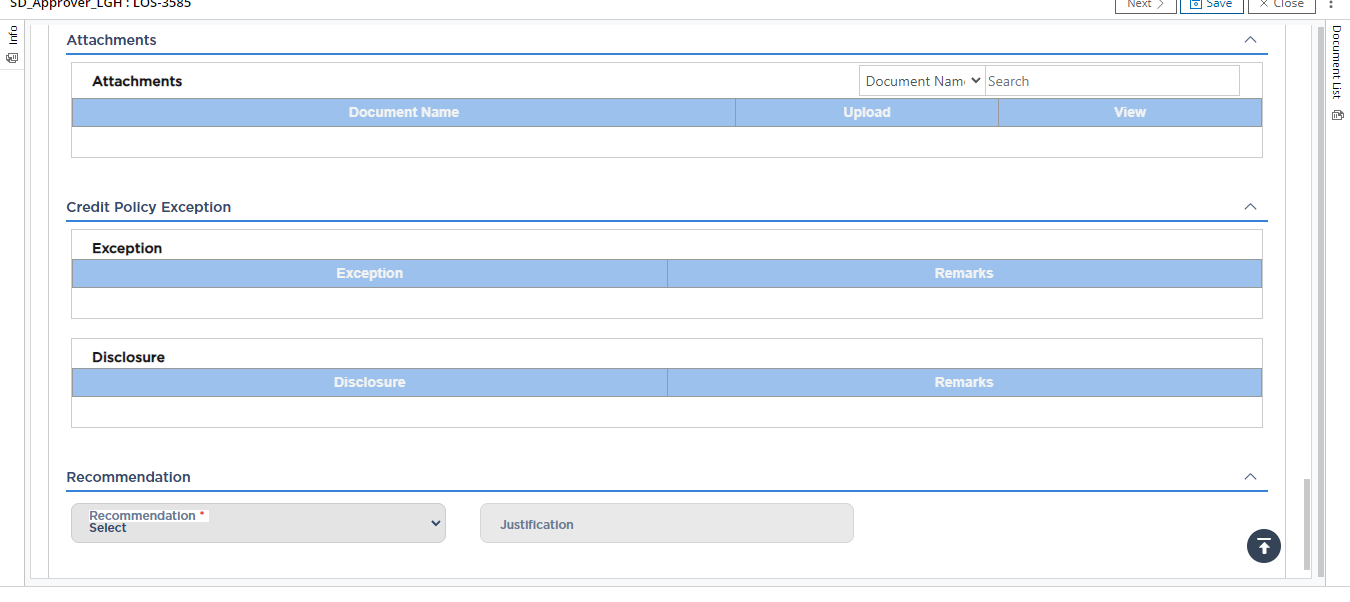 SD_Approver_LGH : LOS-3585
Next
Save
Close
Info
Document List
Attachments
Attachments
Document Nam
Search
Document Name Upload View
Credit Policy Exception
Exception
Exception Remarks
Disclosure
Disclosure Remarks
Recommendation
Recommendation *
Select
Justification